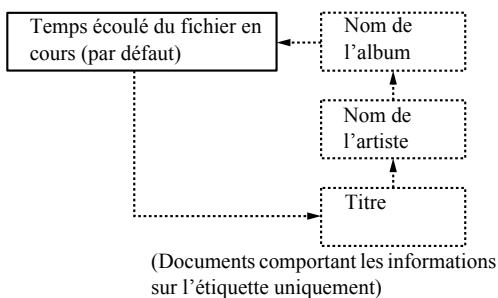 Temps écoulé du fichier en
cours (par défaut)
Nom de
l’album
Nom de
l’artiste
Titre
(Documents comportant les informations
sur l’étiquette uniquement)